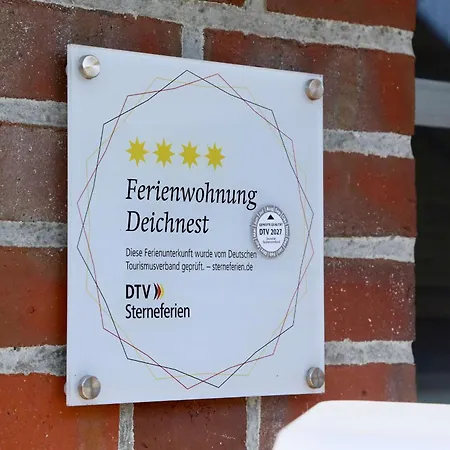 Ferienwohnung
Deichnest
Diese Ferienunterkunft wurde vom Deutschen
Tourismusverband geprüft. – sterneferien.de
DTV
Sterneferien
DTV 2027